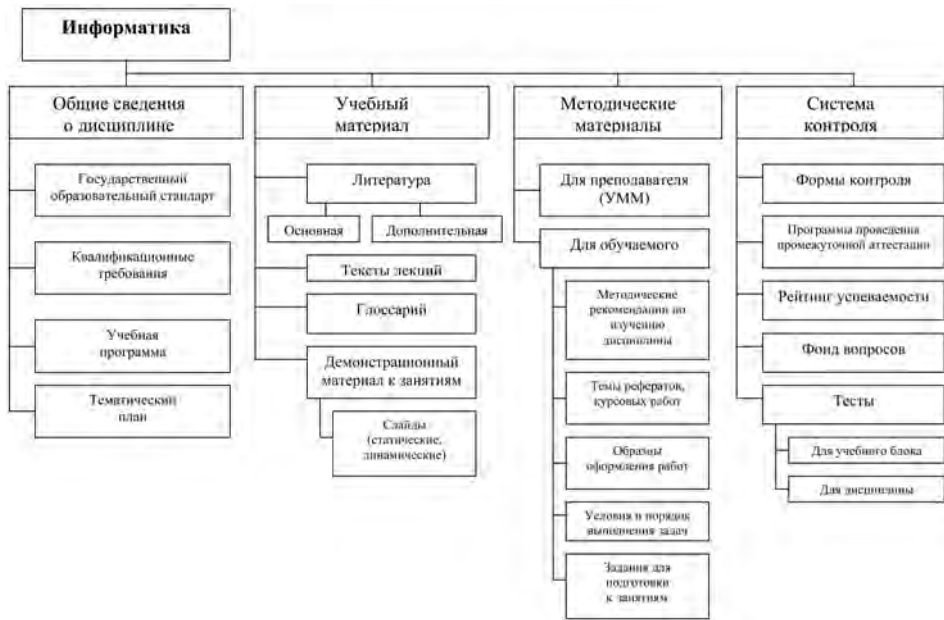 Информатика
Общие сведения
о дисциплине
Государственный
образовательный стандарт
Квалификационные
требования
Учебная
программа
Тематический
план
Учебный
материал
Литература
Основная
Дополнительная
Тексты лекций
Глоссарий
Демонстрационный
материал к занятиям
Слайды
(статические,
динамические)
Методические
материалы
Для преподавателя
(УММ)
Для обучаемого
Методические
рекомендации по
изучению
дисциплины
Темы рефератов,
курсовых работ
Образцы
оформления работ
Условия и порядок
выполнения задач
Задания для
подготовки
к занятиям
Система
контроля
Формы контроля
Программы проведения
промежуточной аттестации
Рейтинг успеваемости
Фонд вопросов
Тесты
Для учебного блока
Для дисциплины